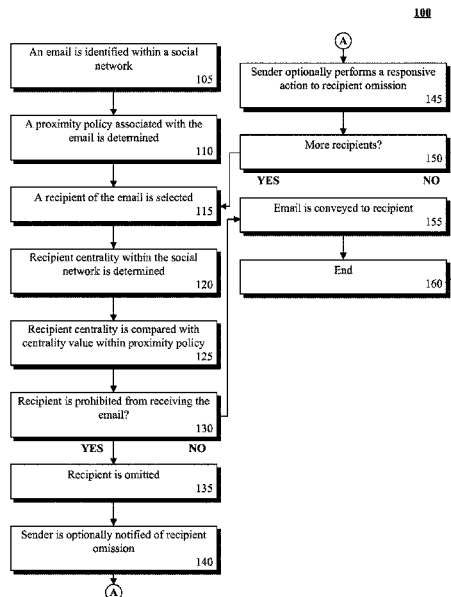 100
An email is identified within a social
network
105
A proximity policy associated with the
email is determined
110
A recipient of the email is selected
115
Recipient centrality within the social
network is determined
120
Recipient centrality is compared with
centrality value within proximity policy
125
Recipient is prohibited from receiving the
email?
130
YES NO
Recipient is omitted
135
Sender is optionally notified of recipient
omission
140
A
A
Sender optionally performs a responsive
action to recipient omission
145
More recipients?
150
YES NO
Email is conveyed to recipient
155
End
160